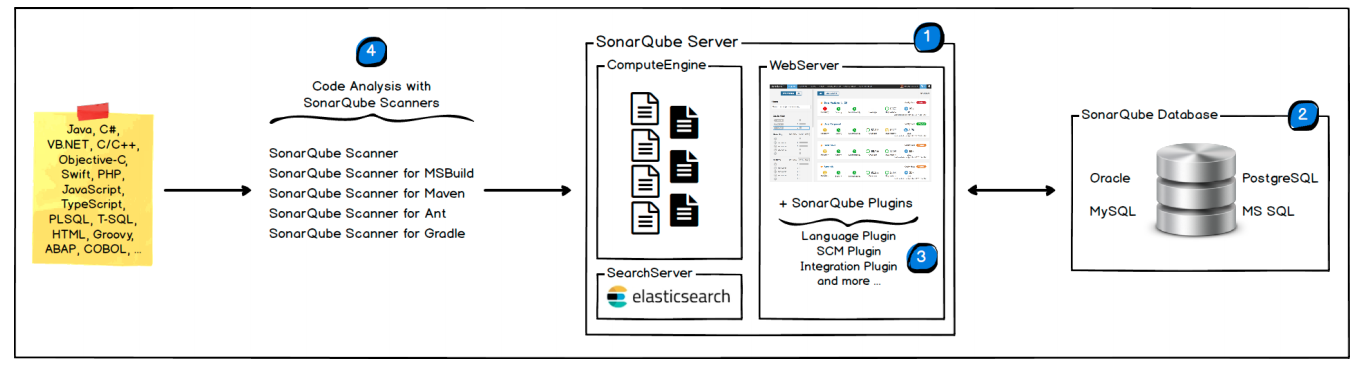 Java, C#,
VB.NET, C/C++,
Objective-C,
Swift, PHP,
JavaScript,
TypeScript,
PLSQL, T-SQL,
HTML, Groovy,
ABAP, COBOL, ...
4
Code Analysis with
SonarQube Scanners
SonarQube Scanner
SonarQube Scanner for MSBuild
SonarQube Scanner for Maven
SonarQube Scanner for Ant
SonarQube Scanner for Gradle
1
SonarQube Server
ComputeEngine
SearchServer
elasticsearch
WebServer
+ SonarQube Plugins
Language Plugin
SCM Plugin
Integration Plugin
and more ...
3
2
SonarQube Database
Oracle
PostgreSQL
MySQL
MS SQL